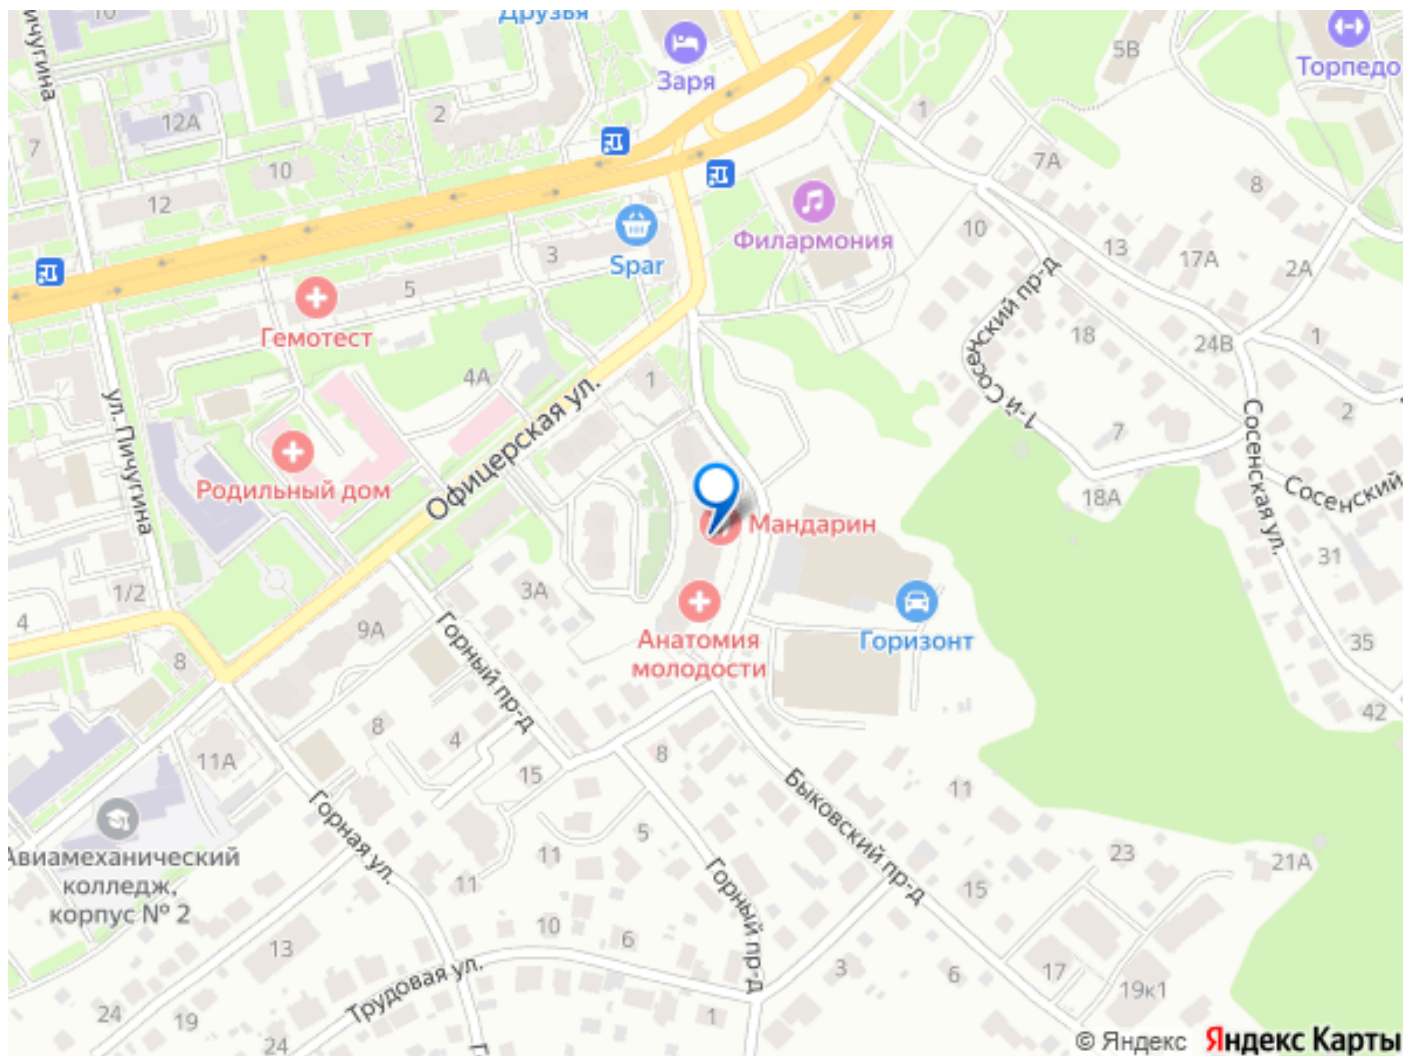 10
Друзья
5В
Пичугина
Заря
Торпедо
12А
2
1
7
10
7А
8
12
Филармония
10
13
17А
2А
3
Spar
5
Гемотест
1-й Сосенский пр-д
18
24В
1
4А
1
ул. Пичугина
Офицерская ул.
2
7
Сосенская ул.
Родильный дом
18А
Сосенский
Мандарин
31
1/2
3А
4
9А
Горный пр-д
Анатомия
молодости
Горизонт
35
8
42
8
4
11А
15
8
Быковский пр-д
11
Горная ул.
5
Авиамеханический
колледж,
корпус № 2
11
11
Горный пр-д
23
21А
15
10
6
13
3
6
17
19к1
Трудовая ул.
24
19
1
24
Г
© Яндекс Яндекс Карты